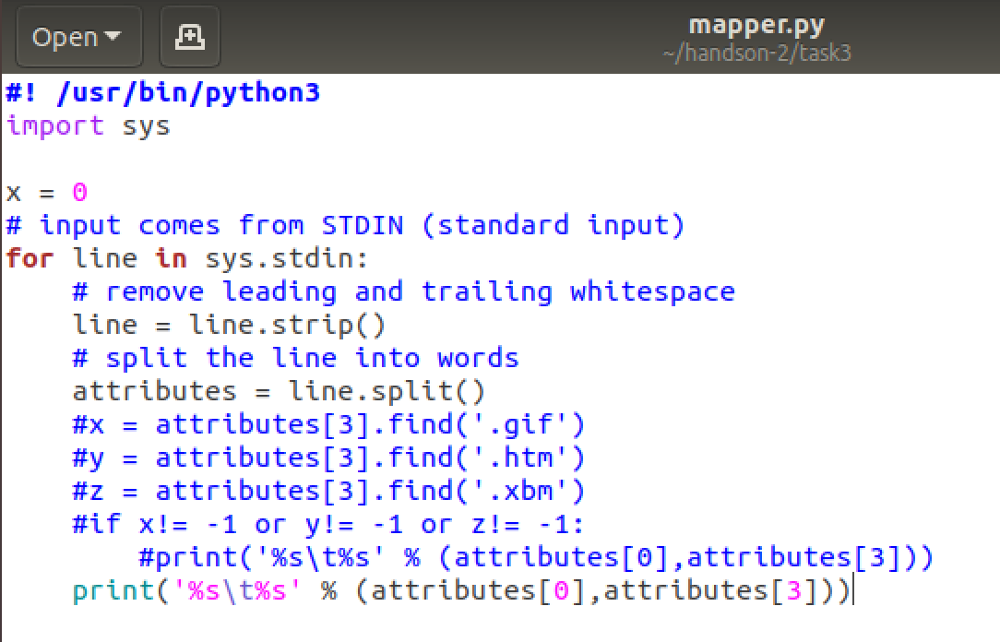 Open
mapper.py
~/handson-2/task3
#! /usr/bin/python3
import sys

x = 0
# input comes from STDIN (standard input)
for line in sys.stdin:
    # remove leading and trailing whitespace
    line = line.strip()
    # split the line into words
    attributes = line.split()
    #x = attributes[3].find('.gif')
    #y = attributes[3].find('.htm')
    #z = attributes[3].find('.xbm')
    #if x!= -1 or y!= -1 or z!= -1:
        #print('%s\t%s' % (attributes[0],attributes[3]))
    print('%s\t%s' % (attributes[0],attributes[3]))